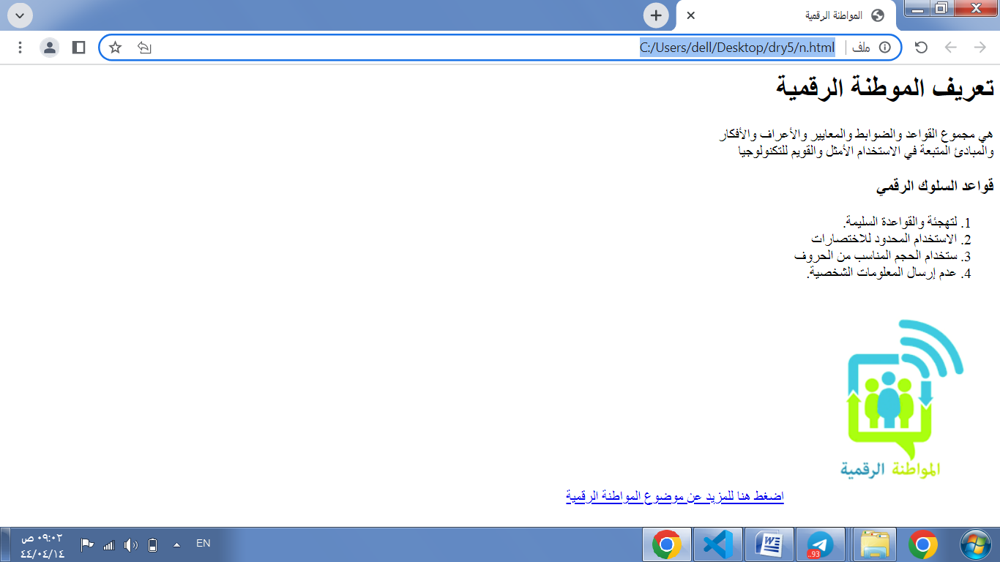 المواطنة الرقمية
ملف C:/Users/dell/Desktop/dry5/n.html
تعريف الموطنة الرقمية
هي مجموع القواعد والضوابط والمعايير والأعراف والأفكار
والمبادئ المتبعة في الاستخدام الأمثل والقويم للتكنولوجيا
قواعد السلوك الرقمي
1. لتهجئة والقواعدة السليمة.
2. الاستخدام المحدود للاختصارات
3. ستخدام الحجم المناسب من الحروف
4. عدم إرسال المعلومات الشخصية.
المواطنة الرقمية
اضغط هنا للمزيد عن موضوع المواطنة الرقمية
93..
EN
٠٩:٠٢ ص
٤٤/٠٤/١٤